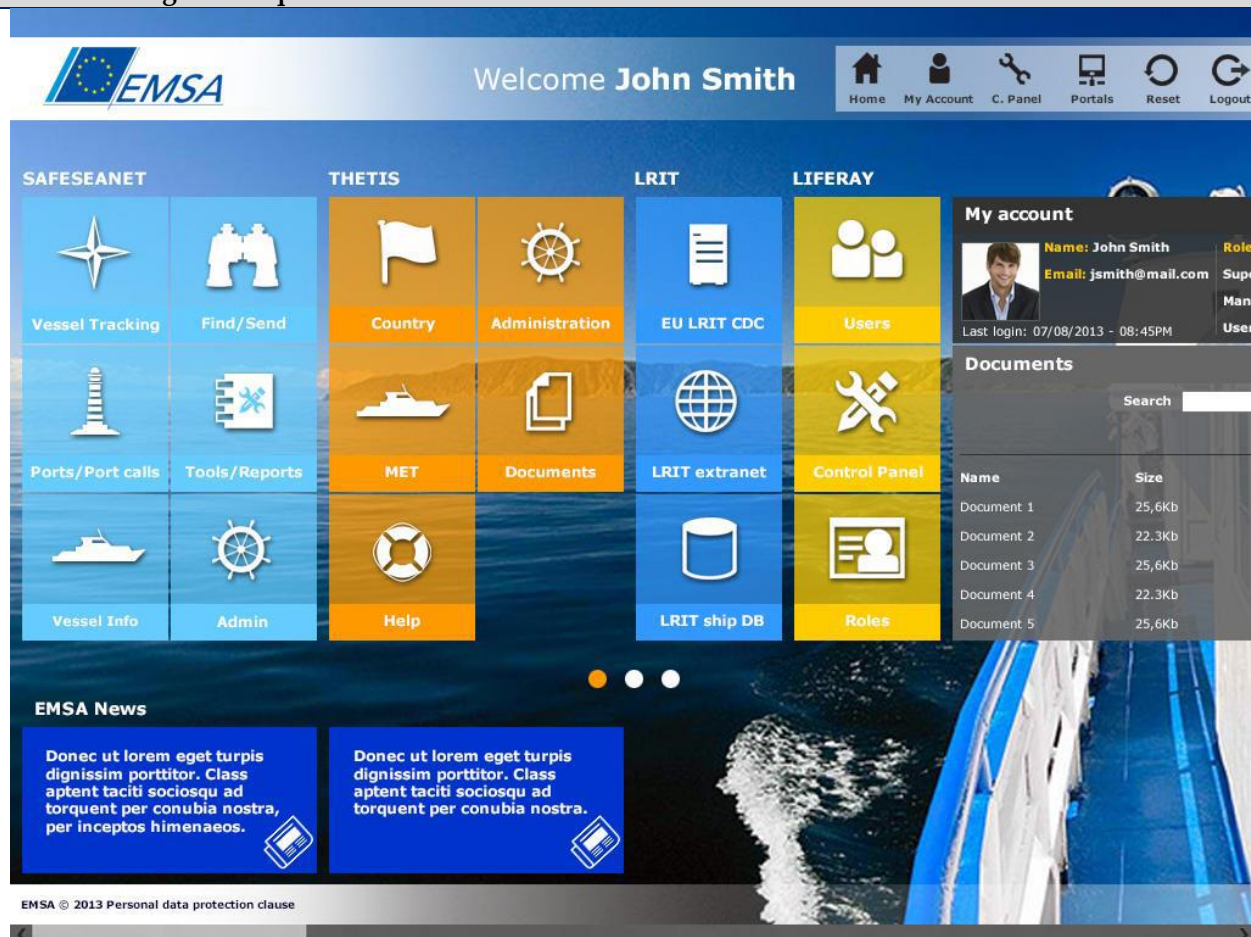 EMSA
Welcome John Smith
Home My Account C. Panel Portals Reset Logout
SAFESEANET THETIS LRIT LIFERAY
Vessel Tracking Find/Send Country Administration EU LRIT CDC Users
Ports/Port calls Tools/Reports MET Documents LRIT extranet Control Panel
Vessel Info Admin Help LRIT ship DB Roles
My account
Name: John Smith
Email: jsmith@mail.com
Role
Supe
Man
User
Last login: 07/08/2013 - 08:45PM
Documents
Search
Name Size
Document 1 25,6Kb
Document 2 22.3Kb
Document 3 25,6Kb
Document 4 22.3Kb
Document 5 25,6Kb
EMSA News
Donec ut lorem eget turpis
dignissim porttitor. Class
aptent taciti sociosqu ad
torquent per conubia nostra,
per inceptos himenaeos.
Donec ut lorem eget turpis
dignissim porttitor. Class
aptent taciti sociosqu ad
torquent per conubia nostra.
EMSA © 2013 Personal data protection clause